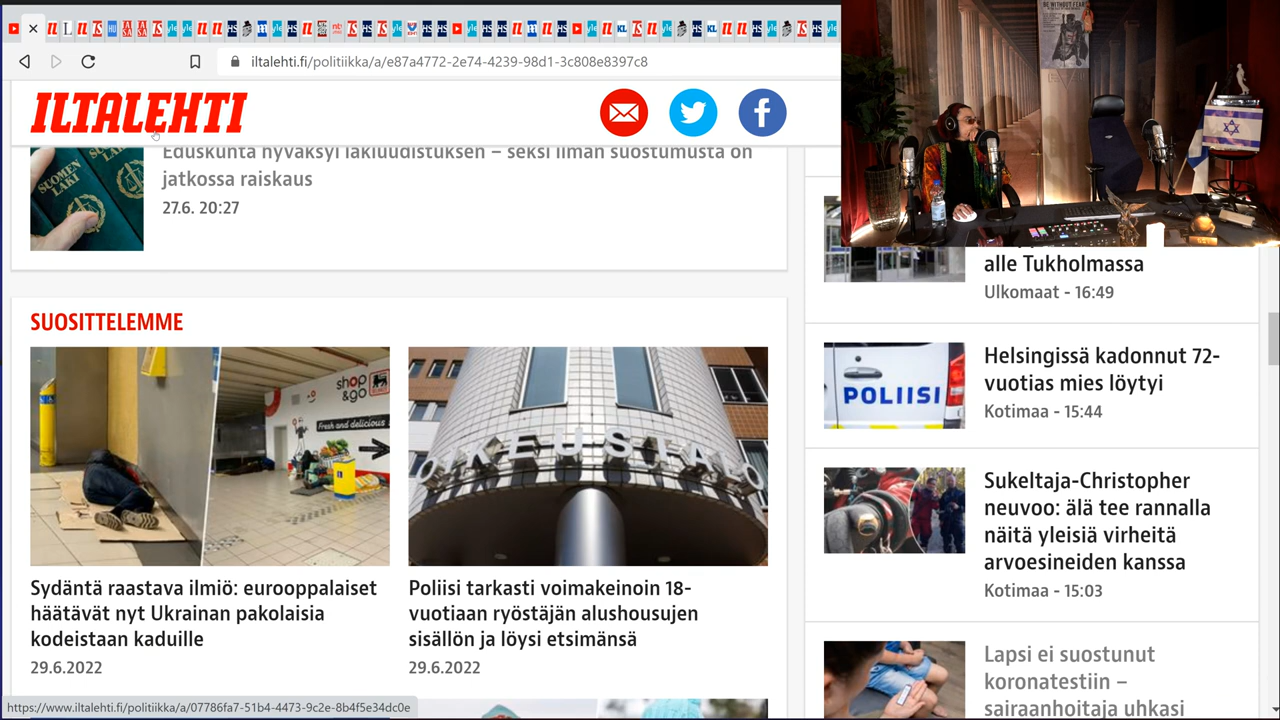 iltalehti.fi/politiikka/a/e87a4772-2e74-4239-98d1-3c808e8397c8
ILTALEHTI
BE WITHOUT FEAR
SUOMEN
LAKI
Eduskunta hyväksyi lakiuudistuksen – seksi ilman suostumusta on
jatkossa raiskaus
27.6. 20:27
SUOSITTELEMME
shop
&go
Fresh and delicious
OIKEUSTALO
Sydäntä raastava ilmiö: eurooppalaiset
häätävät nyt Ukrainan pakolaisia
kodeistaan kaduille
29.6.2022
Poliisi tarkasti voimakeinoin 18-
vuotiaan ryöstäjän alushousujen
sisällön ja löysi etsimänsä
29.6.2022
alle Tukholmassa
Ulkomaat - 16:49
POLIISI
Helsingissä kadonnut 72-
vuotias mies löytyi
Kotimaa - 15:44
Sukeltaja-Christopher
neuvoo: älä tee rannalla
näitä yleisiä virheitä
arvoesineiden kanssa
Kotimaa - 15:03
Lapsi ei suostunut
koronatestiin –
sairaanhoitaja uhkasi
https://www.iltalehti.fi/politiikka/a/07786fa7-51b4-4473-9c2e-8b4f5e34dc0e